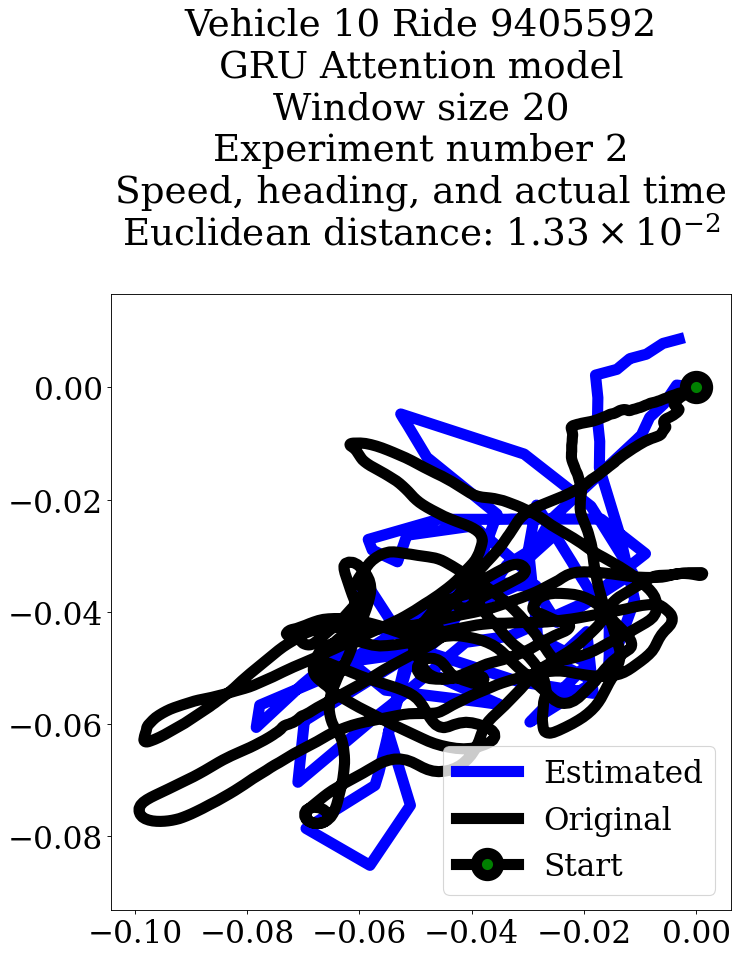 Vehicle 10 Ride 9405592
GRU Attention model
Window size 20
Experiment number 2
Speed, heading, and actual time
Euclidean distance: 1.33 × 10⁻²
0.00
−0.02
−0.04
−0.06
−0.08
Estimated
Original
Start
−0.10 −0.08 −0.06 −0.04 −0.02 0.00